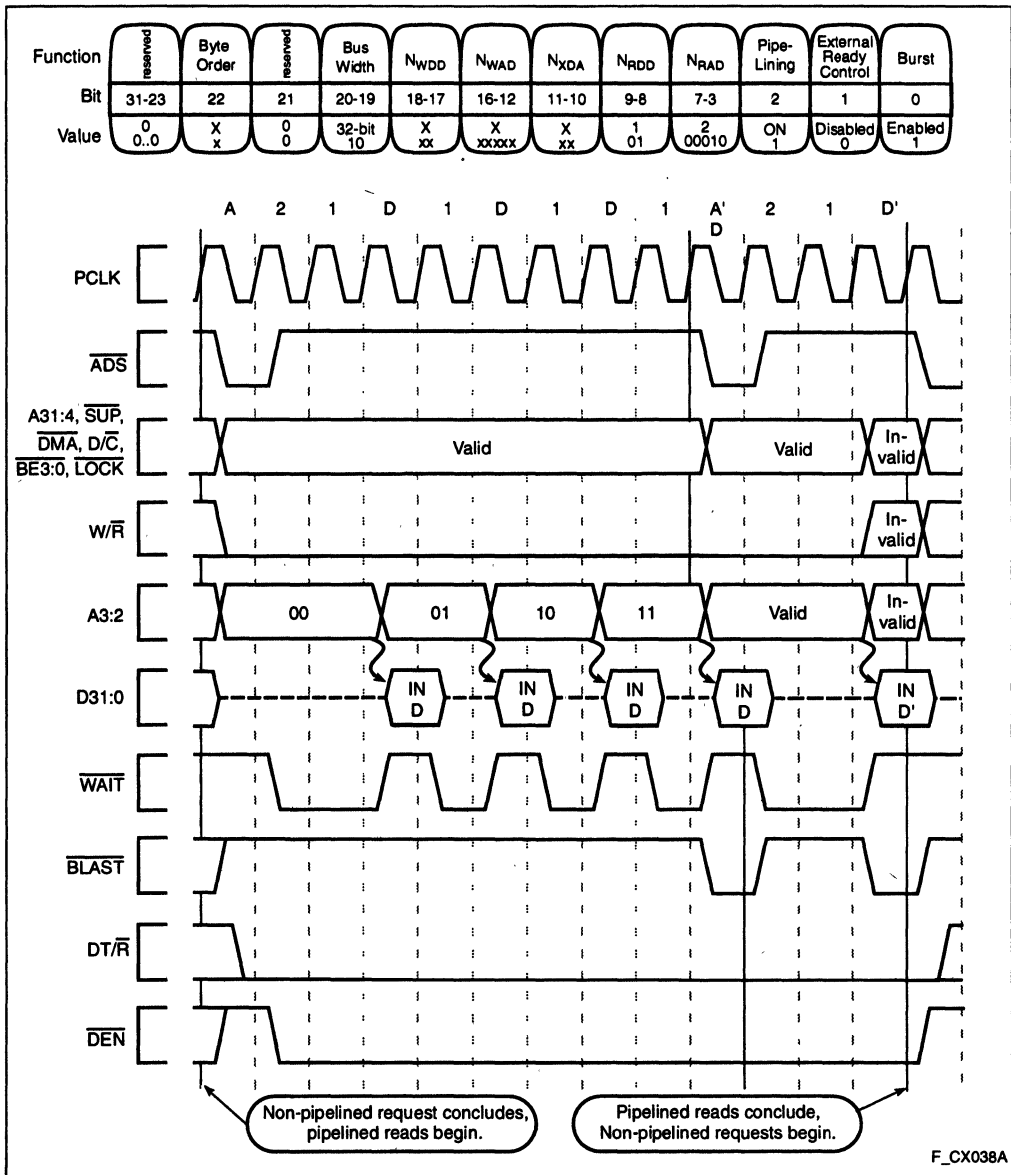 Function reserved Byte Order reserved Bus Width NWDD NWAD NXDA NRDD NRAD Pipe-Lining External Ready Control Burst
Bit 31-23 22 21 20-19 18-17 16-12 11-10 9-8 7-3 2 1 0
Value 0 X 0 32-bit X X X 1 2 ON Disabled Enabled
0..0 x 0 10 xx xxxxx xx 01 00010 1 0 1
A 2 1 D 1 D 1 D 1 A' 2 1 D'
D
PCLK
ADS
A31:4, SUP,
DMA, D/C,
BE3:0, LOCK
Valid Valid In-valid
W/R In-valid
A3:2 00 01 10 11 Valid In-valid
D31:0 IN D IN D IN D IN D IN D'
WAIT
BLAST
DT/R
DEN
Non-pipelined request concludes,
pipelined reads begin.
Pipelined reads conclude,
Non-pipelined requests begin.
F_CX038A